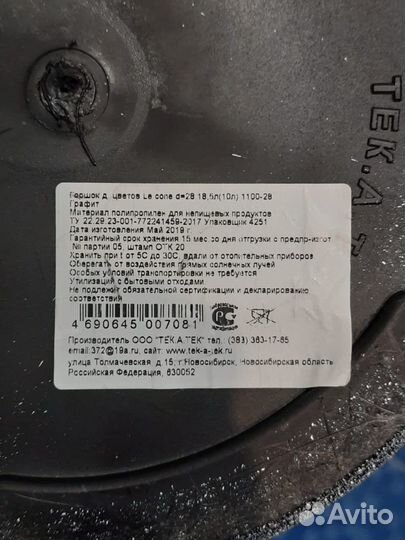 ТЕК.А.Т
Горшок д. цветов Le cone d=28 18,5л(10л) 1100-28
Графит
Материал полипропилен для непищевых продуктов
ТУ 22.29.23-001-772241459-2017 Упаковщик 4251
Дата изготовления Май 2019 г.
Гарантийный срок хранения 15 мес со дня отгрузки с предпр-изгот
№ партии 05, штамп ОТК 20
Хранить при t от 5С до 30С, вдали от отопительных приборов
Оберегать от воздействия прямых солнечных лучей
Особых условий транспортировки не требуется
Утилизация с бытовыми отходами
Не подлежит обязательной сертификации и декларированию
соответствия
4 690645 007081
Производитель ООО "ТЕК.А.ТЕК" тел. (383) 363-17-85
email:372@19a.ru, сайт: www.tek-a-tek.ru
улица Толмачевская, д.15, г.Новосибирск, Новосибирская область
Российская Федерация, 630052
Avito